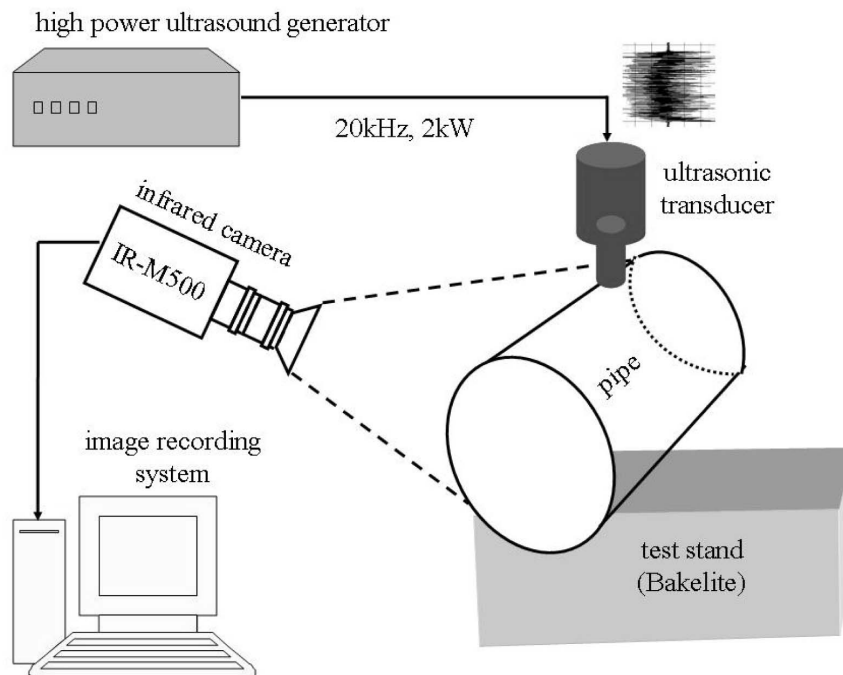 high power ultrasound generator
20kHz, 2kW
ultrasonic
transducer
infrared camera
IR-M500
pipe
image recording
system
test stand
(Bakelite)